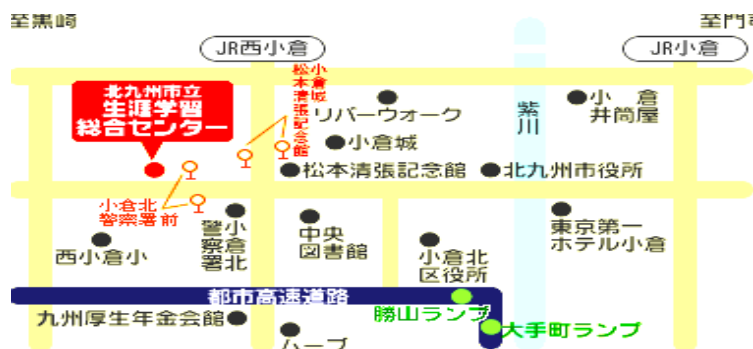 至黒崎
至門司
JR西小倉
JR小倉
北九州市立
生涯学習
総合センター
小倉城
松本清張記念館
リバーウォーク
小倉城
松本清張記念館
紫川
小倉
井筒屋
北九州市役所
小倉北
警察署前
西小倉小
小倉北
警察署
中央
図書館
小倉北
区役所
東京第一
ホテル小倉
都市高速道路
勝山ランプ
大手町ランプ
九州厚生年金会館
ムーブ